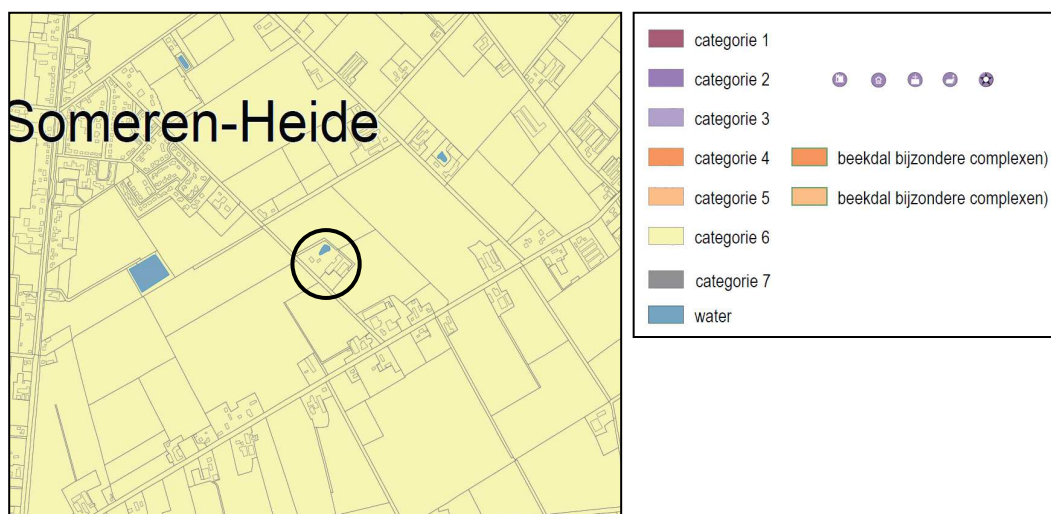 Someren-Heide
categorie 1
categorie 2
categorie 3
categorie 4 beekdal bijzondere complexen)
categorie 5 beekdal bijzondere complexen)
categorie 6
categorie 7
water